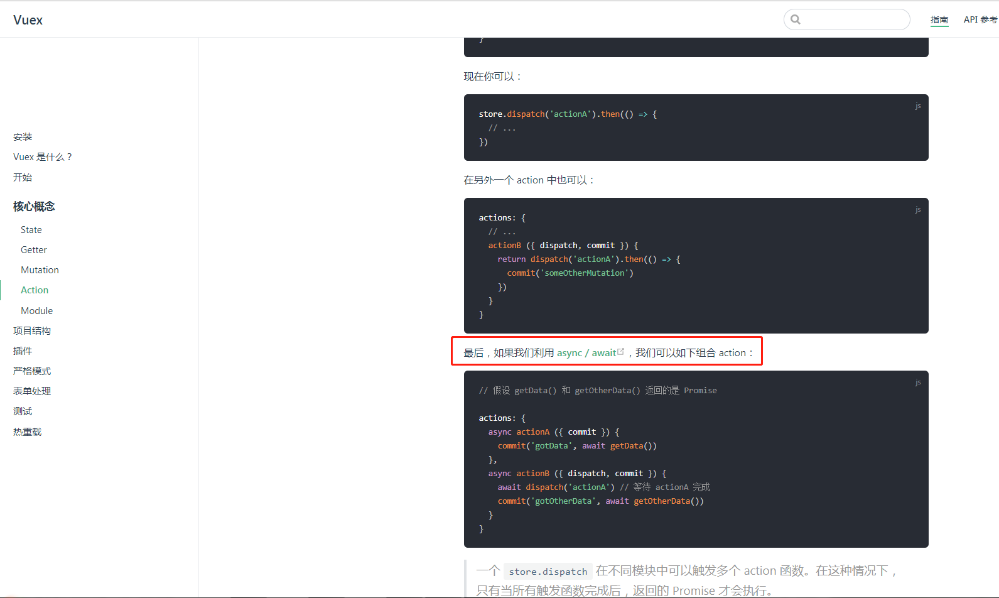 Vuex
指南
API 参考
安装
Vuex 是什么？
开始
核心概念
State
Getter
Mutation
Action
Module
项目结构
插件
严格模式
表单处理
测试
热重载
}
现在你可以：
js
store.dispatch('actionA').then(() => {
  // ...
})
在另外一个 action 中也可以：
js
actions: {
  // ...
  actionB ({ dispatch, commit }) {
    return dispatch('actionA').then(() => {
      commit('someOtherMutation')
    })
  }
}
最后，如果我们利用 async / await，我们可以如下组合 action：
js
// 假设 getData() 和 getOtherData() 返回的是 Promise
actions: {
  async actionA ({ commit }) {
    commit('gotData', await getData())
  },
  async actionB ({ dispatch, commit }) {
    await dispatch('actionA') // 等待 actionA 完成
    commit('gotOtherData', await getOtherData())
  }
}
一个 store.dispatch 在不同模块中可以触发多个 action 函数。在这种情况下，
只有当所有触发函数完成后，返回的 Promise 才会执行。